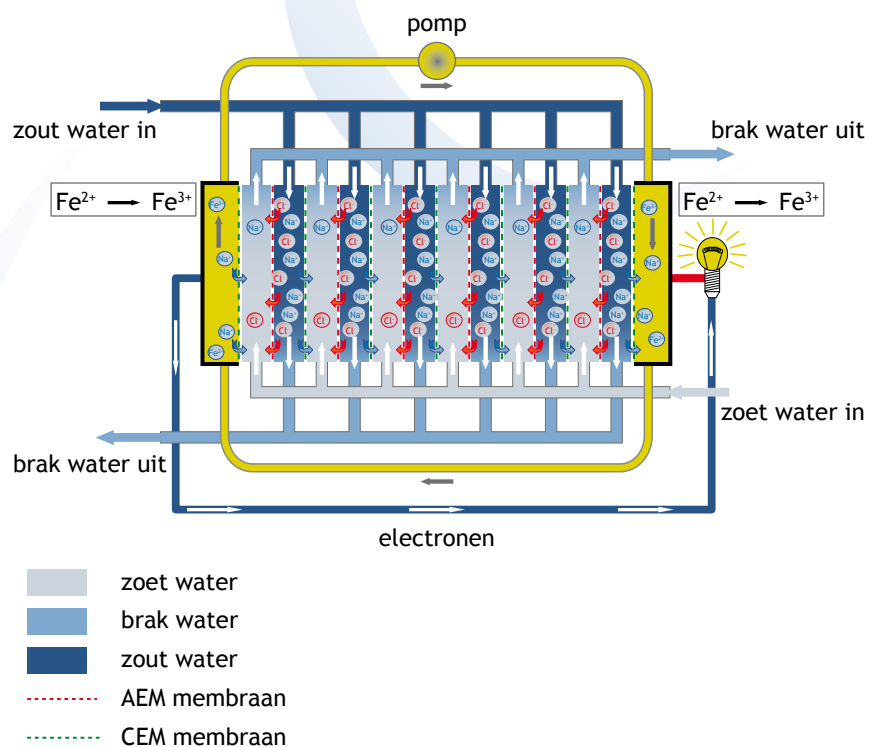 pomp
zout water in
brak water uit
Fe²⁺ → Fe³⁺
Fe²⁺ → Fe³⁺
zoet water in
brak water uit
electronen
zoet water
brak water
zout water
AEM membraan
CEM membraan